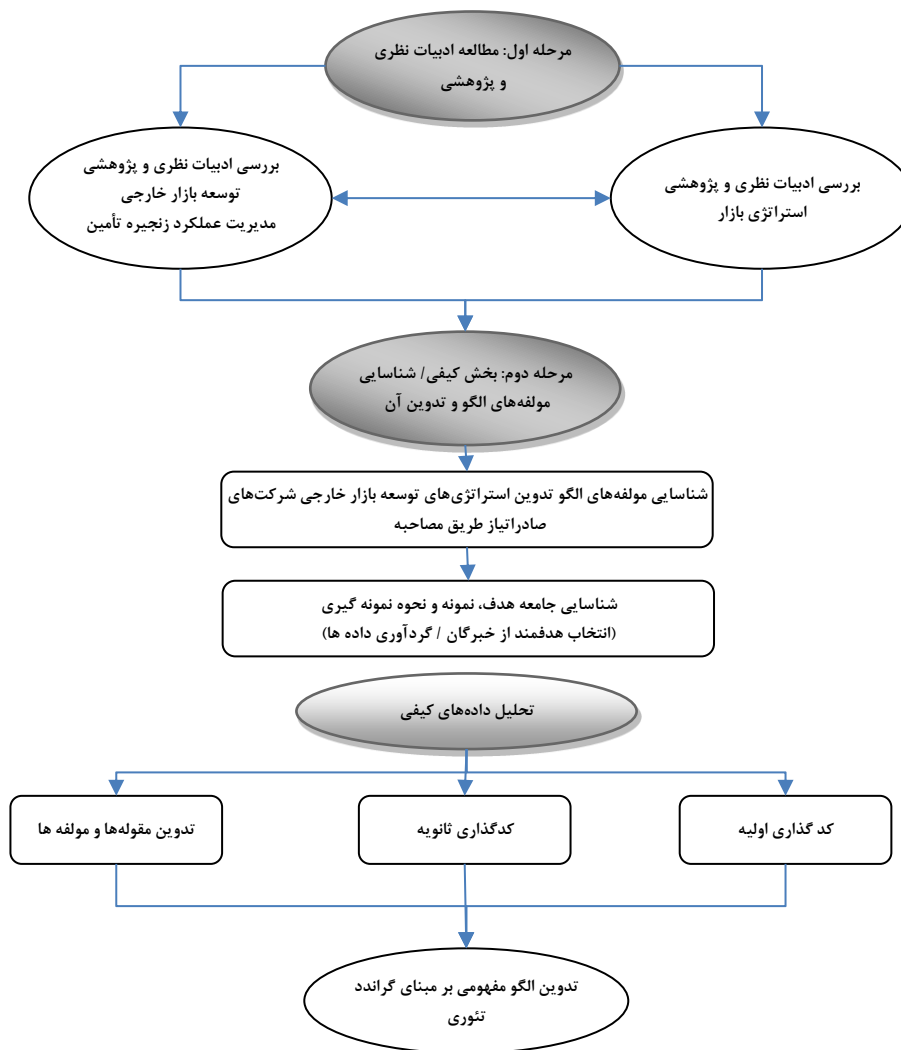 مرحله اول: مطالعه ادبیات نظری
و پژوهشی
بررسی ادبیات نظری و پژوهشی
استراتژی بازار
بررسی ادبیات نظری و پژوهشی
توسعه بازار خارجی
مدیریت عملکرد زنجیره تأمین
مرحله دوم: بخش کیفی/ شناسایی
مولفه‌های الگو و تدوین آن
شناسایی مولفه‌های الگو تدوین استراتژی‌های توسعه بازار خارجی شرکت‌های
صادراتیاز طریق مصاحبه
شناسایی جامعه هدف، نمونه و نحوه نمونه گیری
(انتخاب هدفمند از خبرگان / گردآوری داده ها)
تحلیل داده‌های کیفی
کد گذاری اولیه
کدگذاری ثانویه
تدوین مقوله‌ها و مولفه ها
تدوین الگو مفهومی بر مبنای گراندد
تئوری